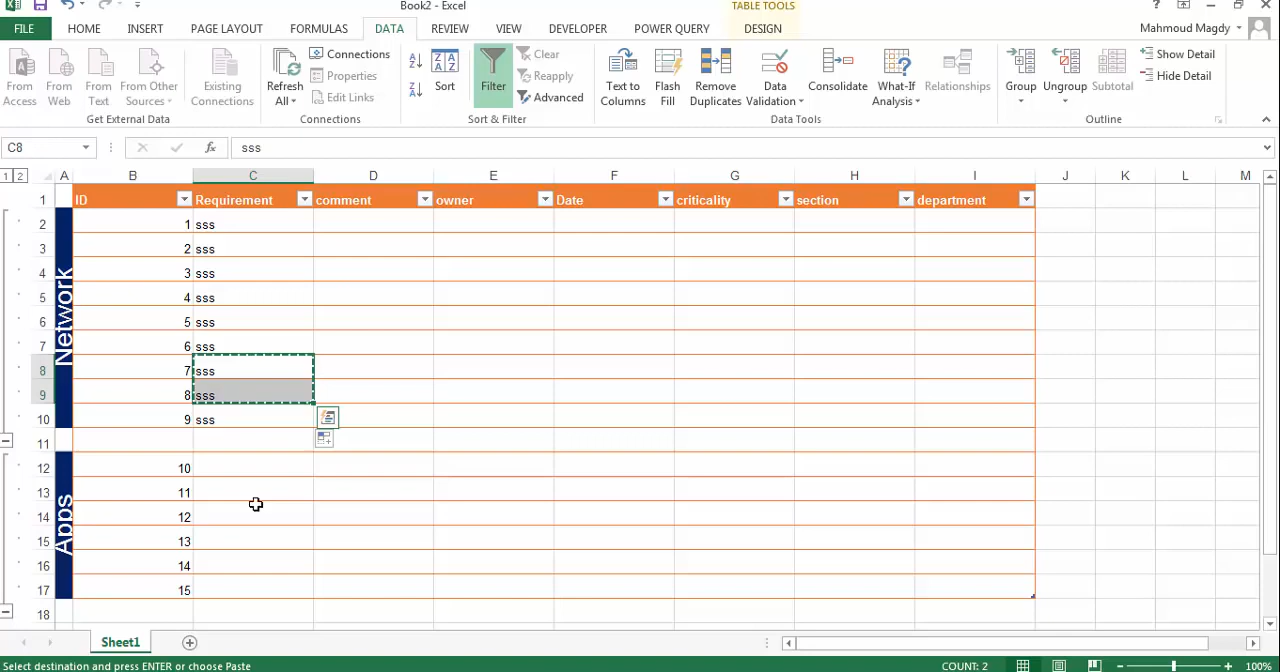 Book2 - Excel
TABLE TOOLS
?
FILE HOME INSERT PAGE LAYOUT FORMULAS DATA REVIEW VIEW DEVELOPER POWER QUERY DESIGN
Mahmoud Magdy
From Access
From Web
From Text
From Other Sources
Existing Connections
Get External Data
Refresh All
Connections
Properties
Edit Links
Connections
Sort
Filter
Clear
Reapply
Advanced
Sort & Filter
Text to Columns
Flash Fill
Remove Duplicates
Data Validation
Consolidate
What-If Analysis
Relationships
Data Tools
Group
Ungroup
Subtotal
Show Detail
Hide Detail
Outline
C8 fx sss
1 2 A B C D E F G H I J K L M
1 ID Requirement comment owner Date criticality section department
Network
2 1 sss
3 2 sss
4 3 sss
5 4 sss
6 5 sss
7 6 sss
8 7 sss
9 8 sss
10 9 sss
11
Apps
12 10
13 11
14 12
15 13
16 14
17 15
18
Sheet1
Select destination and press ENTER or choose Paste
COUNT: 2
100%